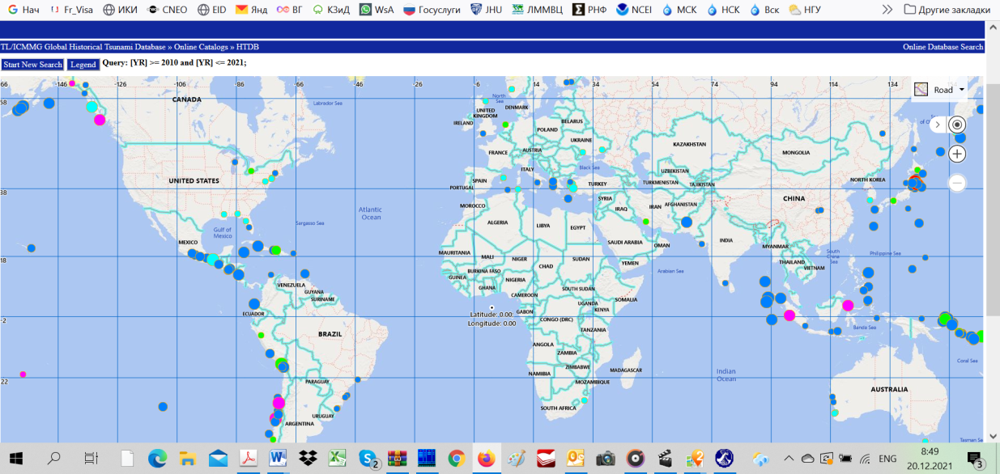 Нач Fr_Visa ИКИ CNEO EID Янд ВГ КЗиД WsA Госуслуги JHU ЛММВЦ РНФ NCEI МСК НСК Вск НГУ Другие закладки
TL/ICMMG Global Historical Tsunami Database » Online Catalogs » HTDB Online Database Search
Start New Search Legend Query: [YR] >= 2010 and [YR] <= 2021;
66 -146 -126 -106 -86 -66 -46 -26 -6 14 34 54 74 94 114 134
Road
58
CANADA
Labrador Sea
North Sea
DENMARK
UNITED KINGDOM
IRELAND
BELARUS
POLAND
UKRAINE
KAZAKHSTAN
MONGOLIA
FRANCE
AUSTRIA
ITALY
Black Sea
UZBEKISTAN
UNITED STATES
SPAIN
PORTUGAL
TURKEY
TURKMENISTAN
TAJIKISTAN
NORTH KOREA
38
SYRIA
CHINA
MOROCCO
IRAQ
IRAN
AFGHANISTAN
Atlantic Ocean
Sargasso Sea
ALGERIA
LIBYA
EGYPT
Gulf of Mexico
MEXICO
SAUDI ARABIA
OMAN
INDIA
MYANMAR
MAURITANIA
MALI
NIGER
SUDAN
YEMEN
Arabian Sea
THAILAND
VIETNAM
South China Sea
Philippine Sea
18
CHAD
BURKINA FASO
GUINEA
NIGERIA
GHANA
VENEZUELA
GUYANA
SURINAME
SOUTH SUDAN
CAMEROON
UGANDA
KENYA
SOMALIA
ECUADOR
GABON
CONGO (DRC)
Latitude: 0.00:
Longitude: 0.00
-2
BRAZIL
TANZANIA
Banda Sea
ANGOLA
ZAMBIA
Coral Sea
ZIMBABWE
MADAGASCAR
NAMIBIA
MOZAMBIQUE
Indian Ocean
22
PARAGUAY
AUSTRALIA
SOUTH AFRICA
URUGUAY
ARGENTINA
Tasman Se
2
ENG
8:49
20.12.2021
3